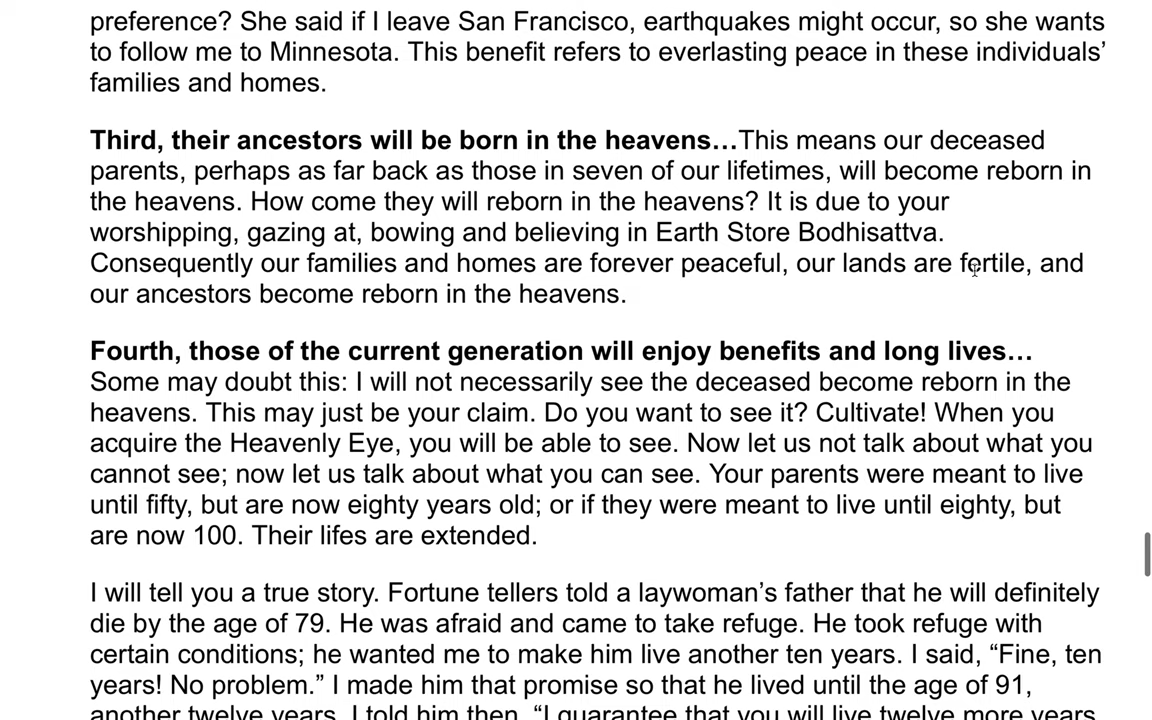 preference? She said if I leave San Francisco, earthquakes might occur, so she wants
to follow me to Minnesota. This benefit refers to everlasting peace in these individuals’
families and homes.
Third, their ancestors will be born in the heavens…This means our deceased
parents, perhaps as far back as those in seven of our lifetimes, will become reborn in
the heavens. How come they will reborn in the heavens? It is due to your
worshipping, gazing at, bowing and believing in Earth Store Bodhisattva.
Consequently our families and homes are forever peaceful, our lands are fertile, and
our ancestors become reborn in the heavens.
Fourth, those of the current generation will enjoy benefits and long lives…
Some may doubt this: I will not necessarily see the deceased become reborn in the
heavens. This may just be your claim. Do you want to see it? Cultivate! When you
acquire the Heavenly Eye, you will be able to see. Now let us not talk about what you
cannot see; now let us talk about what you can see. Your parents were meant to live
until fifty, but are now eighty years old; or if they were meant to live until eighty, but
are now 100. Their lifes are extended.
I will tell you a true story. Fortune tellers told a laywoman’s father that he will definitely
die by the age of 79. He was afraid and came to take refuge. He took refuge with
certain conditions; he wanted me to make him live another ten years. I said, “Fine, ten
years! No problem.” I made him that promise so that he lived until the age of 91,
another twelve years. I told him then, “I guarantee that you will live twelve more years